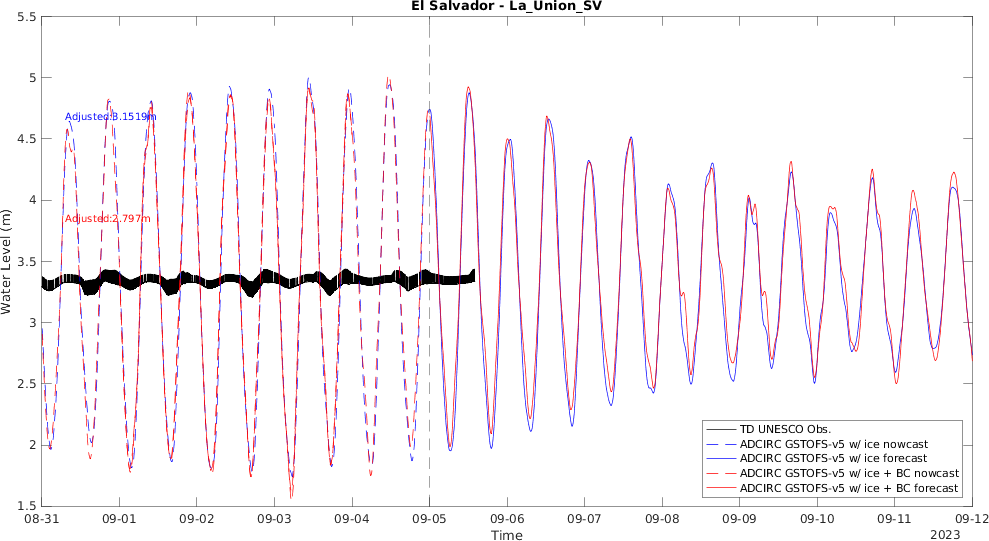 El Salvador - La_Union_SV
5.5
5
4.5
4
3.5
3
2.5
2
1.5
Water Level (m)
Adjusted:3.1519m
Adjusted:2.797m
TD UNESCO Obs.
ADCIRC GSTOFS-v5 w/ ice nowcast
ADCIRC GSTOFS-v5 w/ ice forecast
ADCIRC GSTOFS-v5 w/ ice + BC nowcast
ADCIRC GSTOFS-v5 w/ ice + BC forecast
08-31 09-01 09-02 09-03 09-04 09-05 09-06 09-07 09-08 09-09 09-10 09-11 09-12
Time
2023